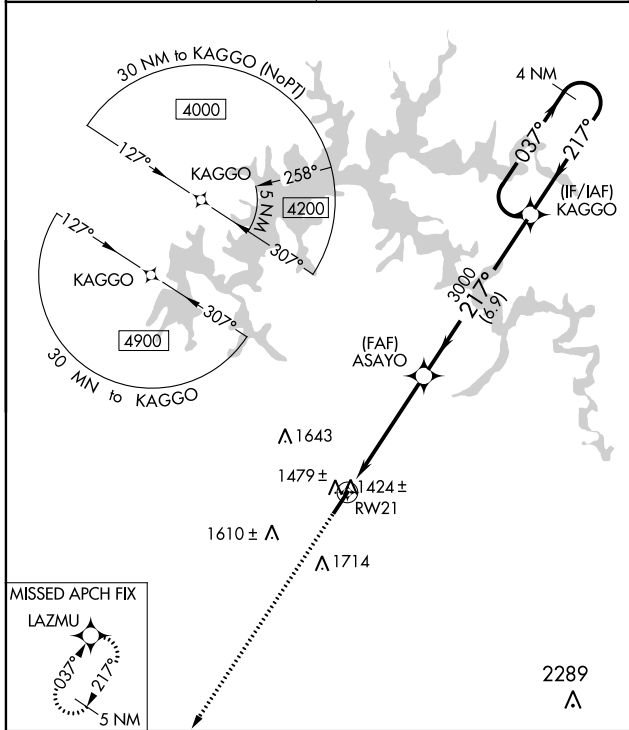 30 NM to KAGGO (NoPT)
4000
127°
KAGGO
258°
5 NM
4200
307°
127°
KAGGO
307°
4900
30 MN to KAGGO
4 NM
037°
217°
(IF/IAF)
KAGGO
3000
217°
(6.9)
(FAF)
ASAYO
1643
1479 ±
1424 ±
RW21
1610 ±
1714
MISSED APCH FIX
LAZMU
037°
217°
5 NM
2289